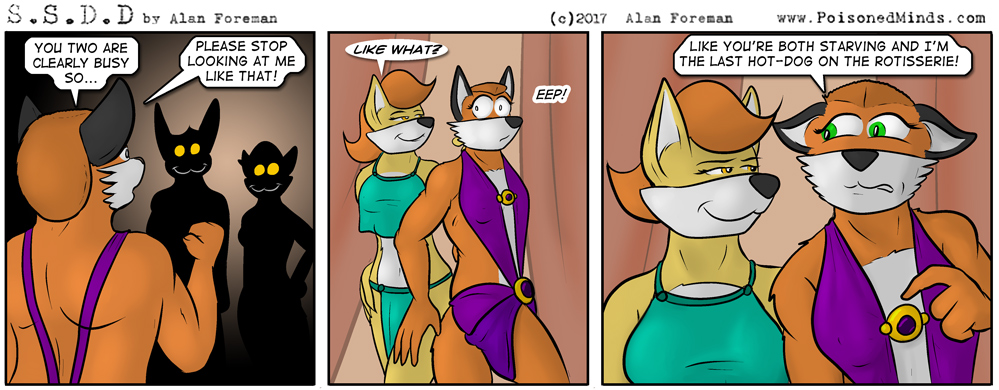 S.S.D.D by Alan Foreman (c)2017 Alan Foreman www.PoisonedMinds.com
YOU TWO ARE
CLEARLY BUSY
SO...
PLEASE STOP
LOOKING AT ME
LIKE THAT!
LIKE WHAT?
EEP!
LIKE YOU'RE BOTH STARVING AND I'M
THE LAST HOT-DOG ON THE ROTISSERIE!